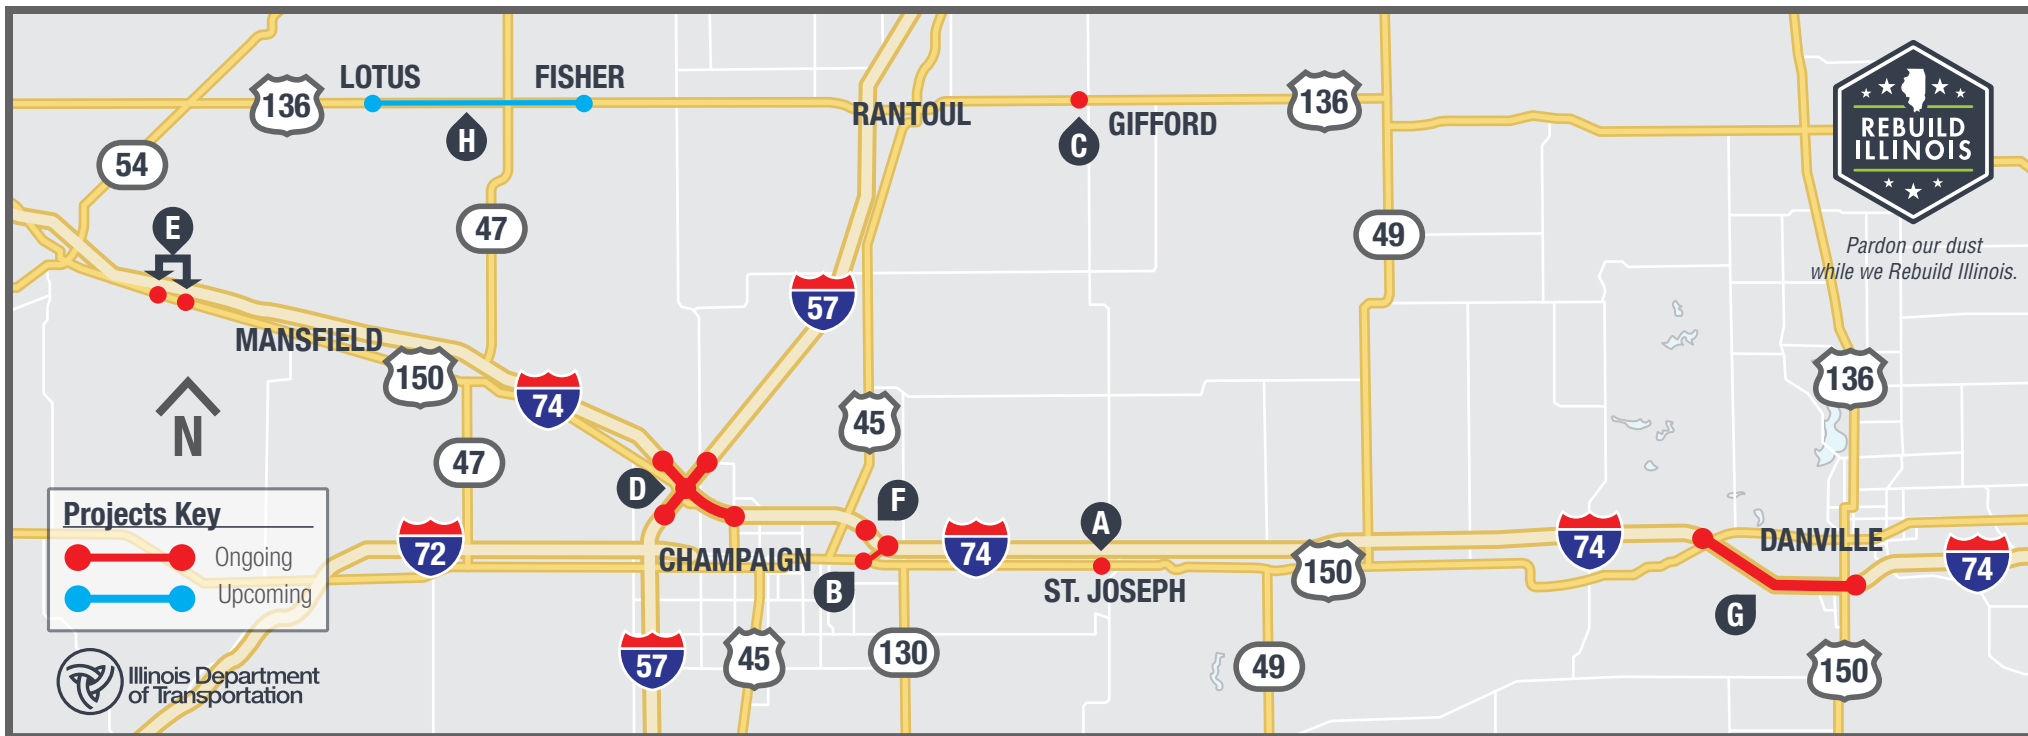 LOTUS
FISHER
136
H
RANTOUL
C
GIFFORD
136
54
47
E
49
57
MANSFIELD
150
74
45
136
N
47
D
F
A
72
CHAMPAIGN
B
74
ST. JOSEPH
150
74
DANVILLE
74
G
57
45
130
49
150
REBUILD
ILLINOIS
Pardon our dust
while we Rebuild Illinois.
Projects Key
Ongoing
Upcoming
Illinois Department
of Transportation